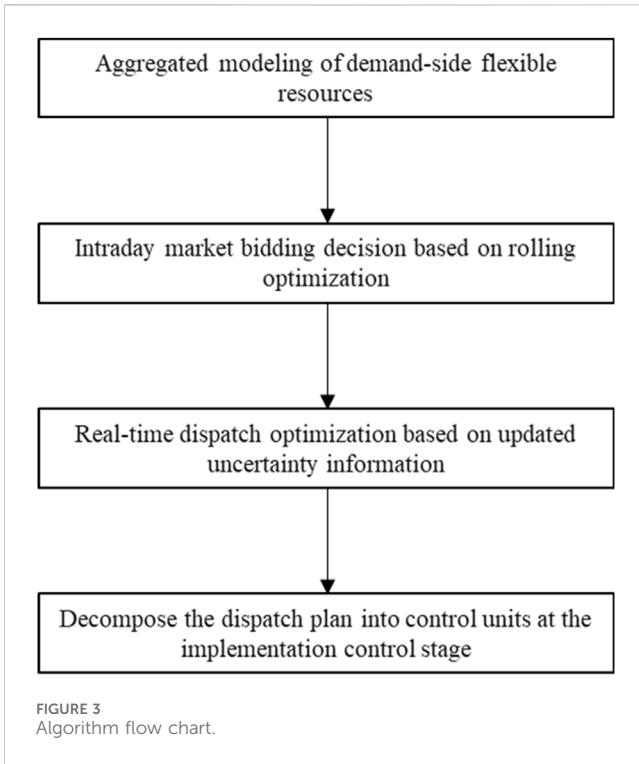 Aggregated modeling of demand-side flexible
resources
Intraday market bidding decision based on rolling
optimization
Real-time dispatch optimization based on updated
uncertainty information
Decompose the dispatch plan into control units at the
implementation control stage
FIGURE 3
Algorithm flow chart.